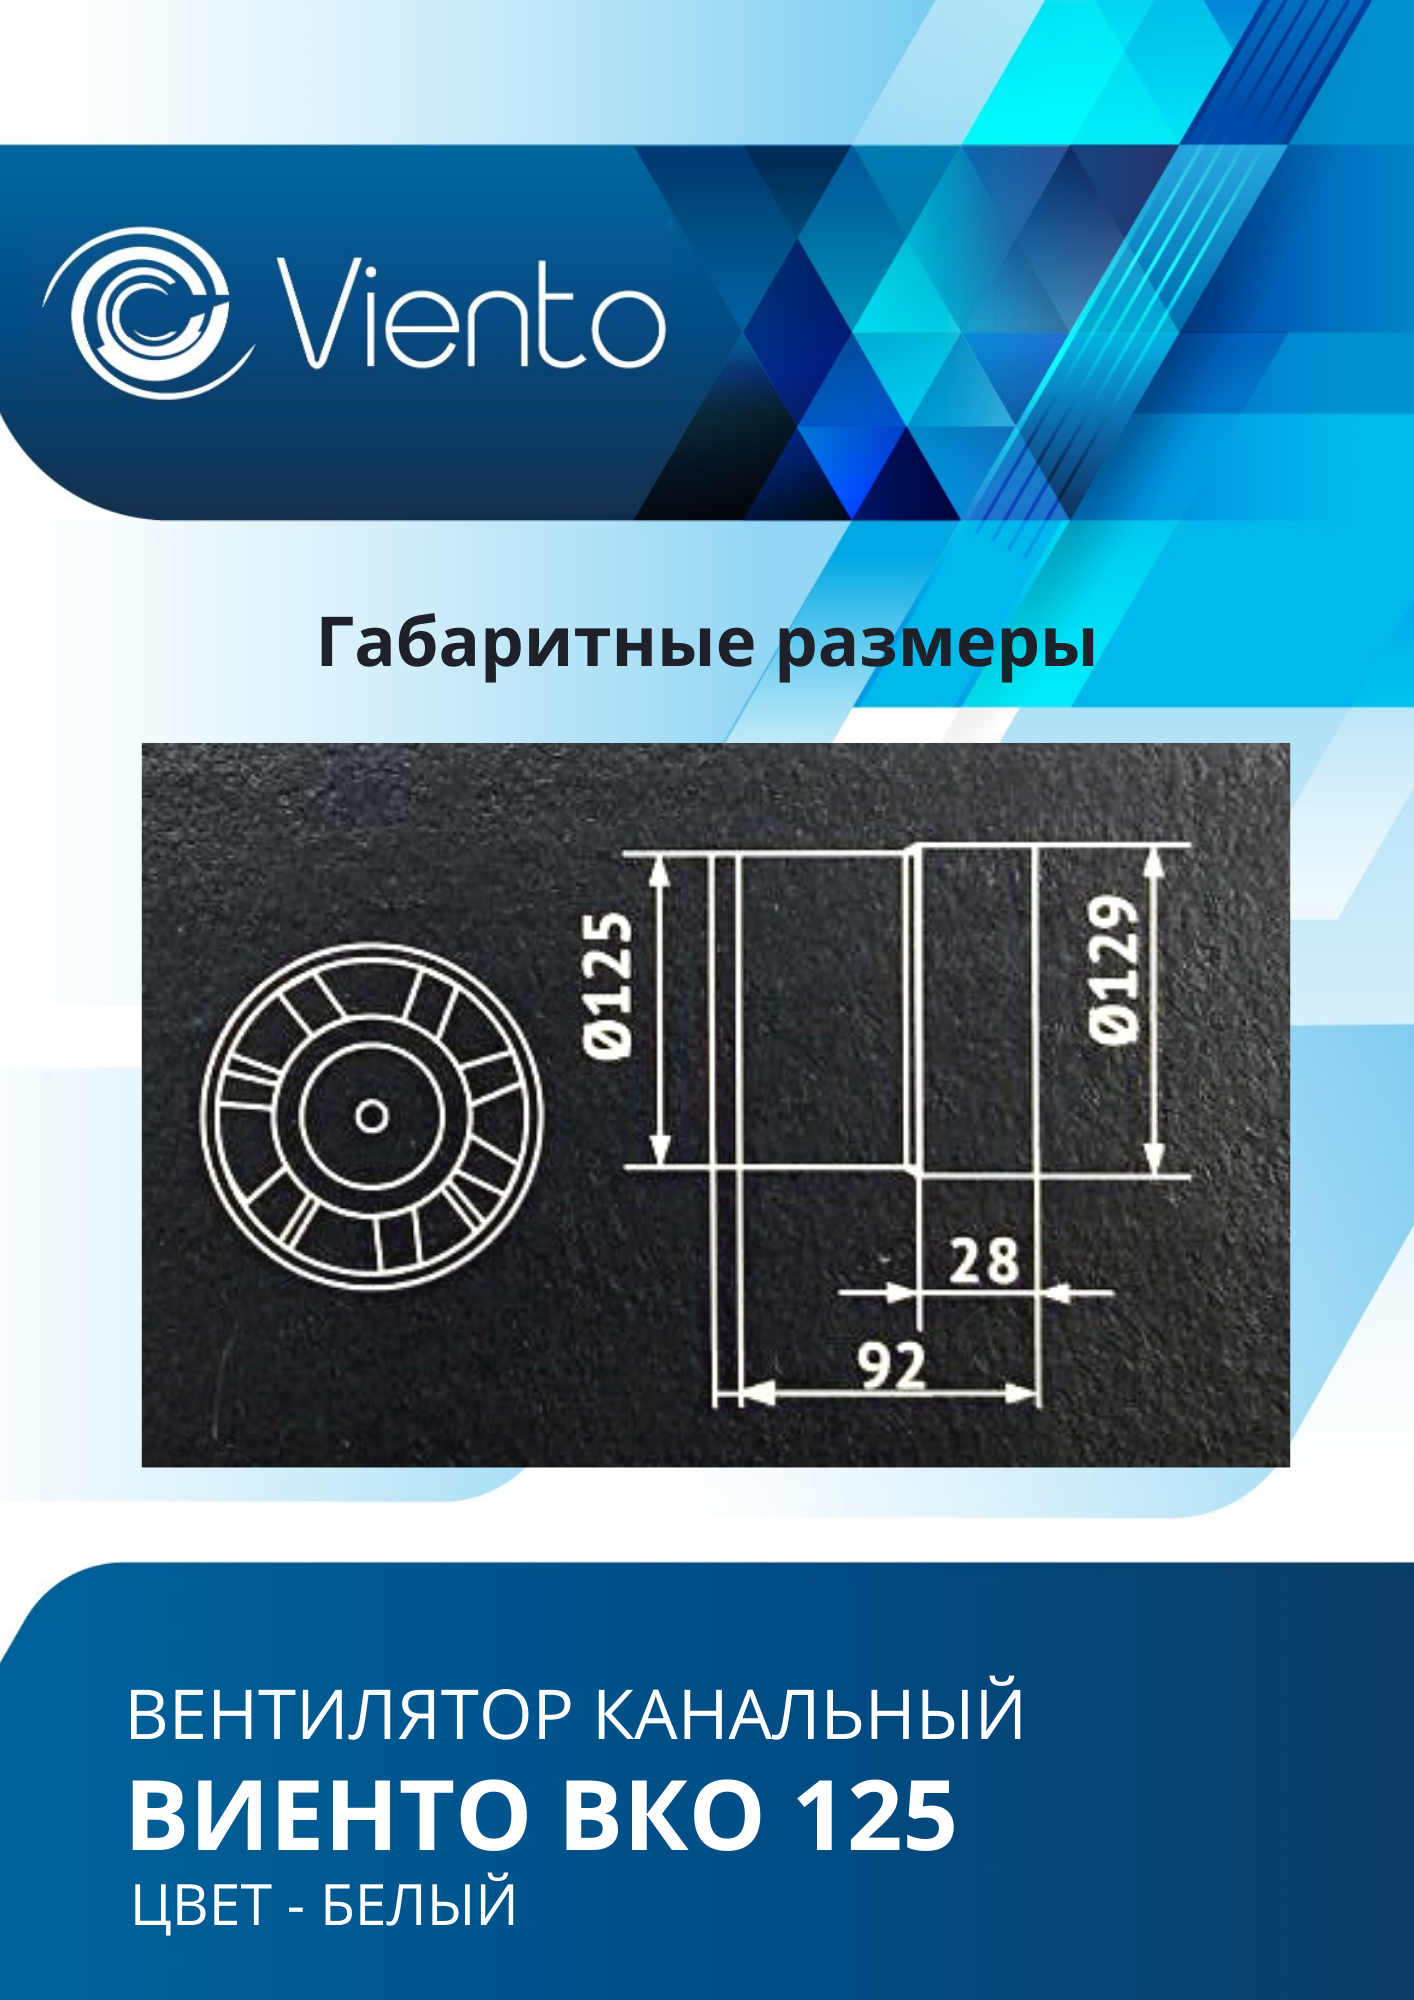 Viento
Габаритные размеры
Ø125
Ø129
28
92
ВЕНТИЛЯТОР КАНАЛЬНЫЙ
ВИЕНТО ВКО 125
ЦВЕТ - БЕЛЫЙ